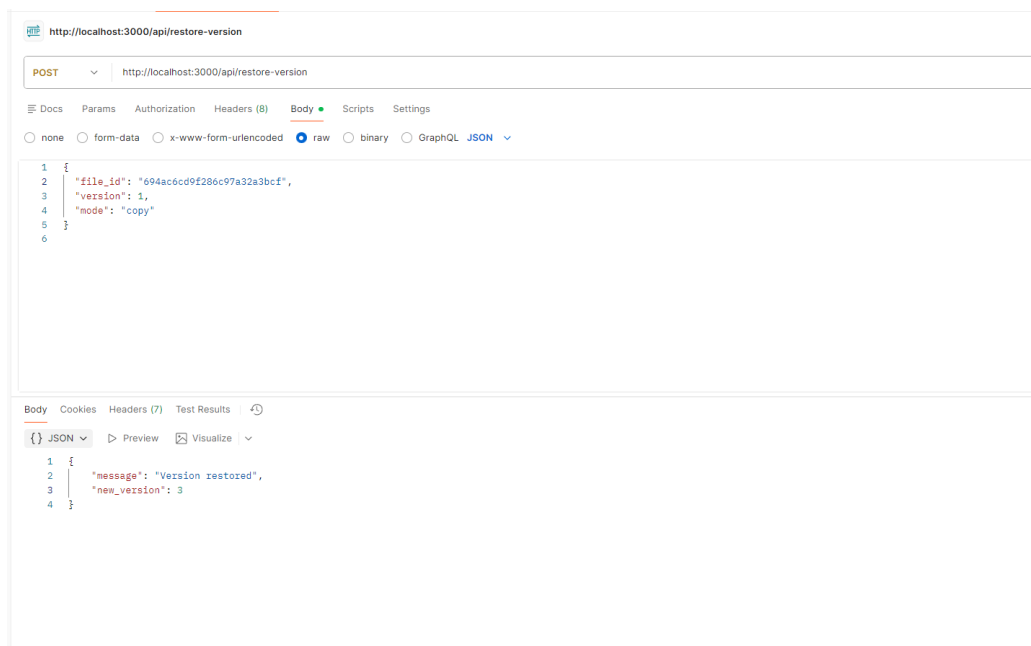 HTTP http://localhost:3000/api/restore-version
POST http://localhost:3000/api/restore-version
Docs Params Authorization Headers (8) Body Scripts Settings
none form-data x-www-form-urlencoded raw binary GraphQL JSON
1 {
2 "file_id": "694ac6cd9f286c97a32a3bcf",
3 "version": 1,
4 "mode": "copy"
5 }
6
Body Cookies Headers (7) Test Results
{} JSON Preview Visualize
1 {
2 "message": "Version restored",
3 "new_version": 3
4 }